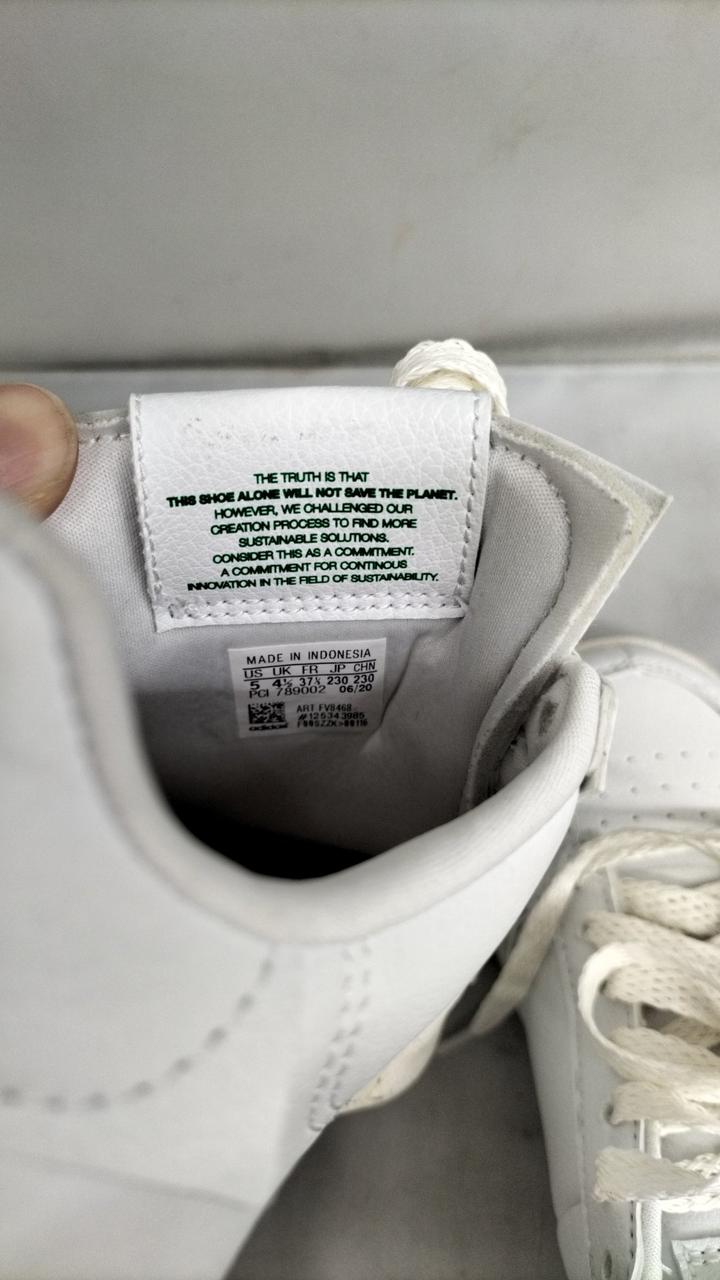 THE TRUTH IS THAT
THIS SHOE ALONE WILL NOT SAVE THE PLANET.
HOWEVER, WE CHALLENGED OUR
CREATION PROCESS TO FIND MORE
SUSTAINABLE SOLUTIONS.
CONSIDER THIS AS A COMMITMENT.
A COMMITMENT FOR CONTINOUS
INNOVATION IN THE FIELD OF SUSTAINABILITY.
MADE IN INDONESIA
US UK FR JP CHN
5 4½ 37⅓ 230 230
PCI 789002 06/20
ART FV8468
#125343985
adidas